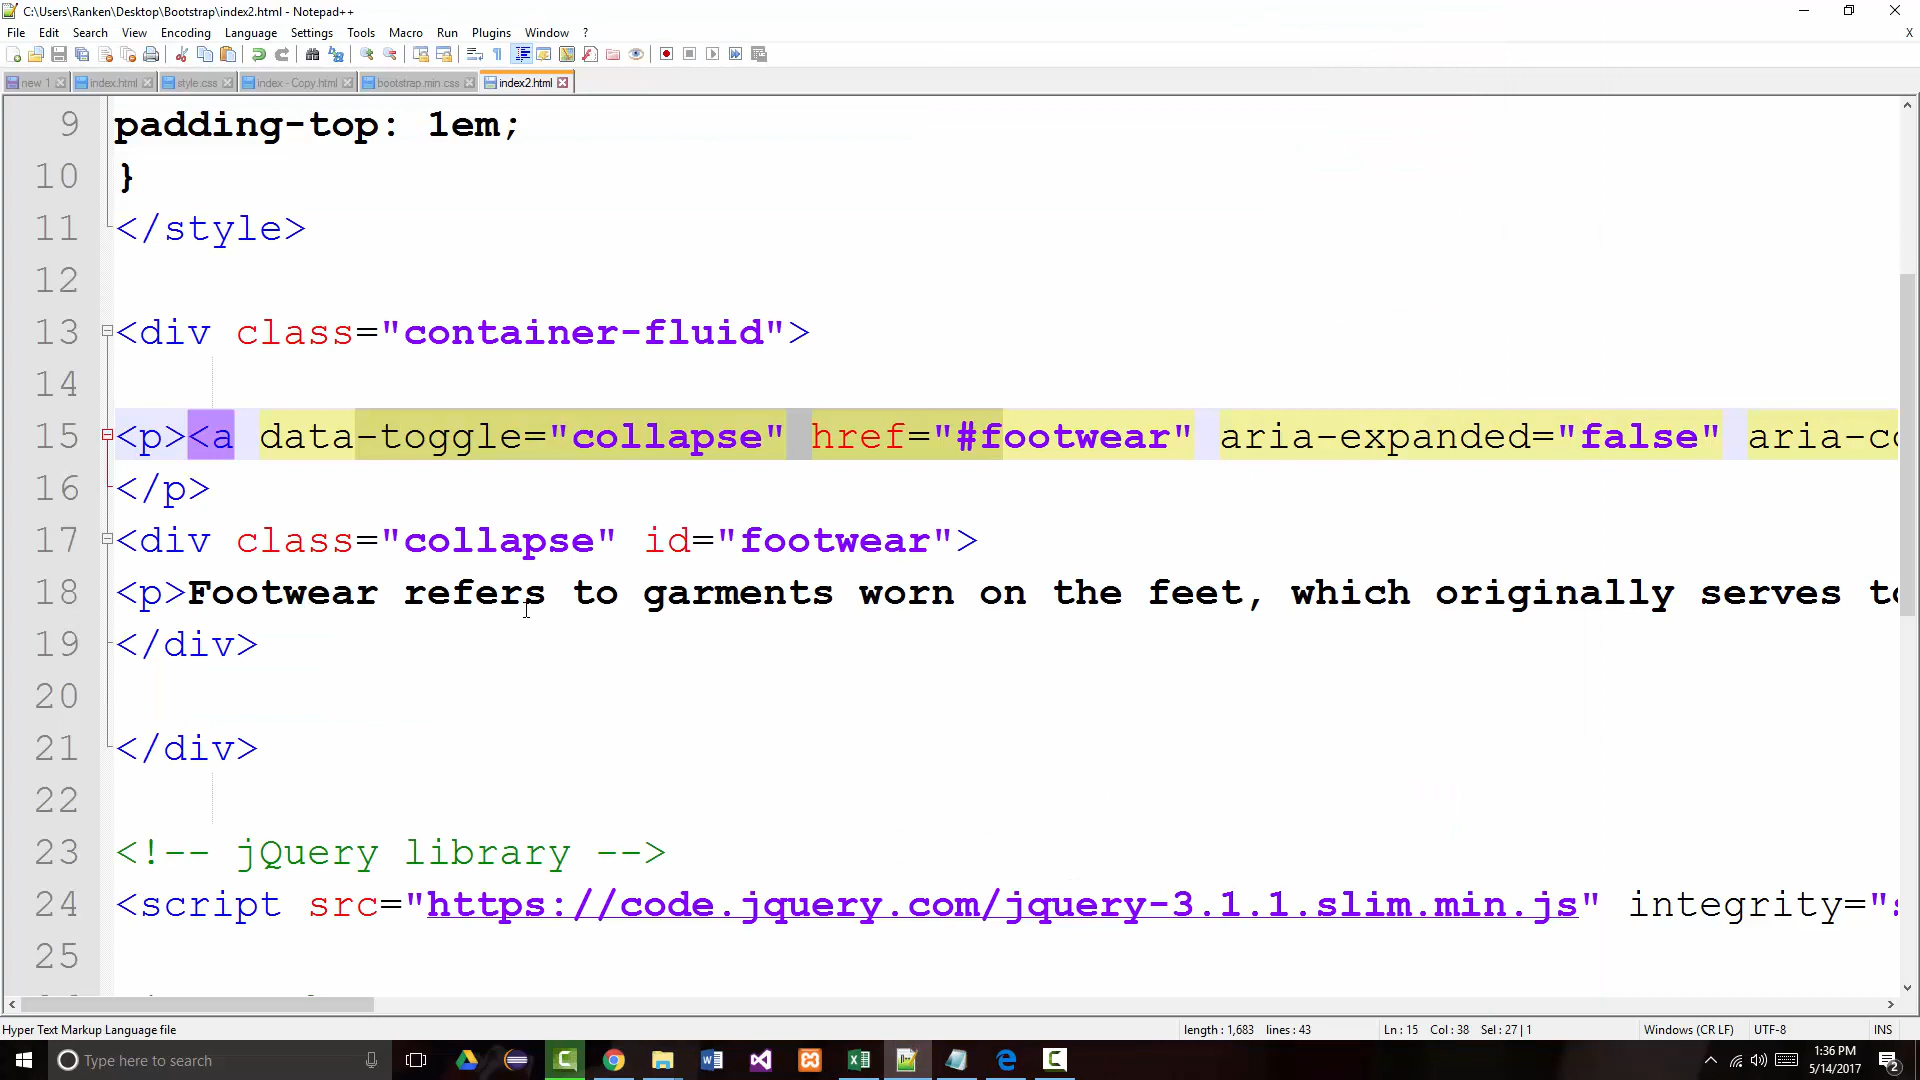 C:\Users\Ranken\Desktop\Bootstrap\index2.html - Notepad++
File Edit Search View Encoding Language Settings Tools Macro Run Plugins Window ? X
new 1 index.html style.css index - Copy.html bootstrap.min.css index2.html
9 padding-top: 1em;
10 }
11 </style>
12
13 <div class="container-fluid">
14
15 <p><a data-toggle="collapse" href="#footwear" aria-expanded="false" aria-co
16 </p>
17 <div class="collapse" id="footwear">
18 <p>Footwear refers to garments worn on the feet, which originally serves to
19 </div>
20
21 </div>
22
23 <!-- jQuery library -->
24 <script src="https://code.jquery.com/jquery-3.1.1.slim.min.js" integrity="s
25
Hyper Text Markup Language file length : 1,683 lines : 43 Ln : 15 Col : 38 Sel : 27 | 1 Windows (CR LF) UTF-8 INS
Type here to search
1:36 PM
5/14/2017
2